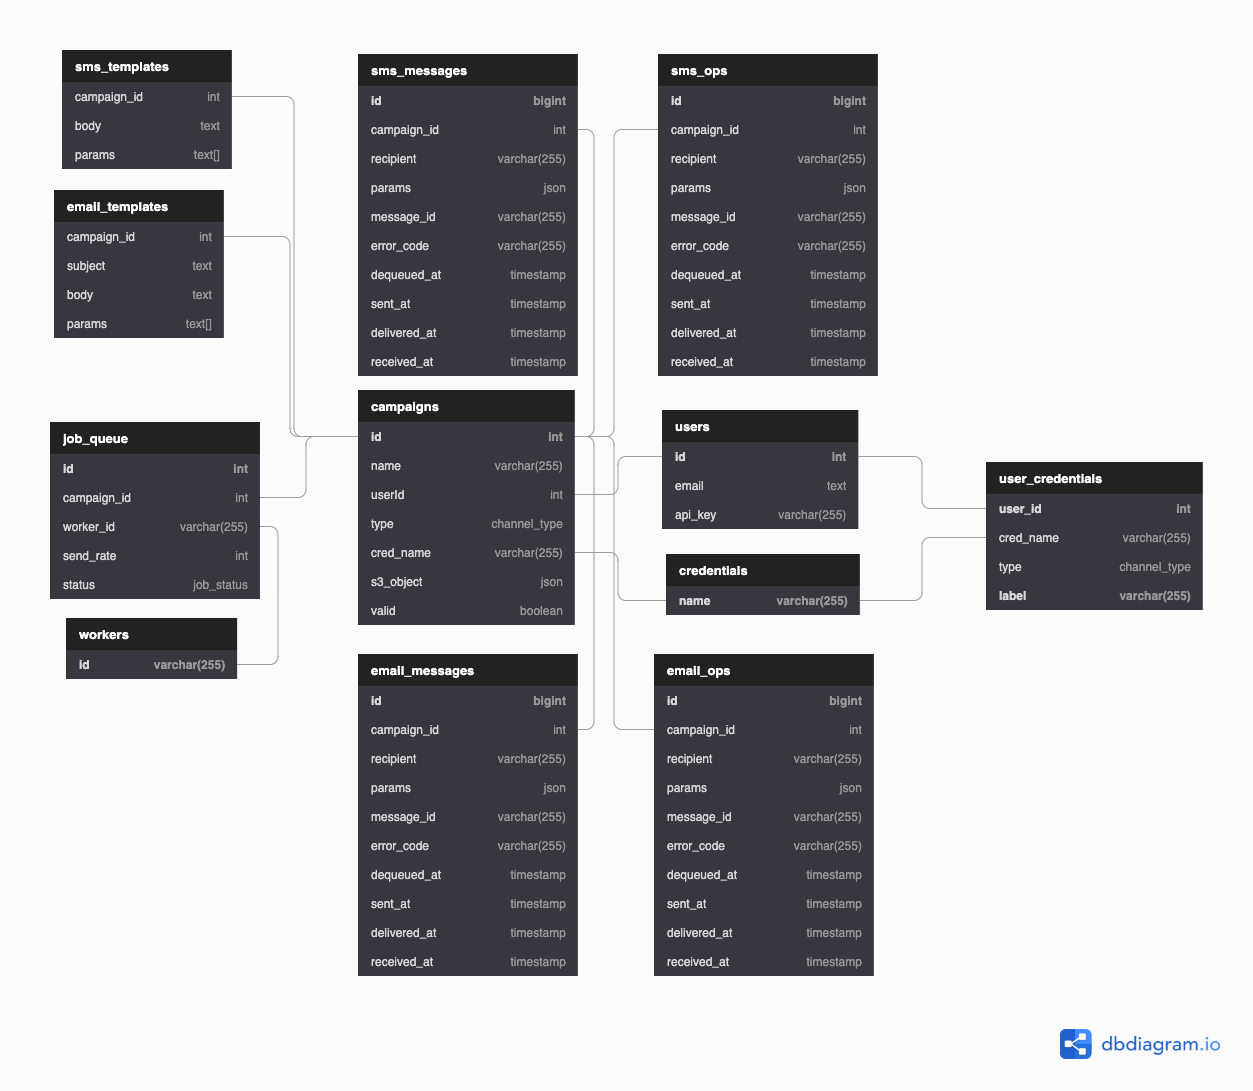 sms_templates
campaign_id int
body text
params text[]
email_templates
campaign_id int
subject text
body text
params text[]
job_queue
id int
campaign_id int
worker_id varchar(255)
send_rate int
status job_status
workers
id varchar(255)
sms_messages
id bigint
campaign_id int
recipient varchar(255)
params json
message_id varchar(255)
error_code varchar(255)
dequeued_at timestamp
sent_at timestamp
delivered_at timestamp
received_at timestamp
campaigns
id int
name varchar(255)
userId int
type channel_type
cred_name varchar(255)
s3_object json
valid boolean
email_messages
id bigint
campaign_id int
recipient varchar(255)
params json
message_id varchar(255)
error_code varchar(255)
dequeued_at timestamp
sent_at timestamp
delivered_at timestamp
received_at timestamp
sms_ops
id bigint
campaign_id int
recipient varchar(255)
params json
message_id varchar(255)
error_code varchar(255)
dequeued_at timestamp
sent_at timestamp
delivered_at timestamp
received_at timestamp
users
id int
email text
api_key varchar(255)
credentials
name varchar(255)
email_ops
id bigint
campaign_id int
recipient varchar(255)
params json
message_id varchar(255)
error_code varchar(255)
dequeued_at timestamp
sent_at timestamp
delivered_at timestamp
received_at timestamp
user_credentials
user_id int
cred_name varchar(255)
type channel_type
label varchar(255)
dbdiagram.io